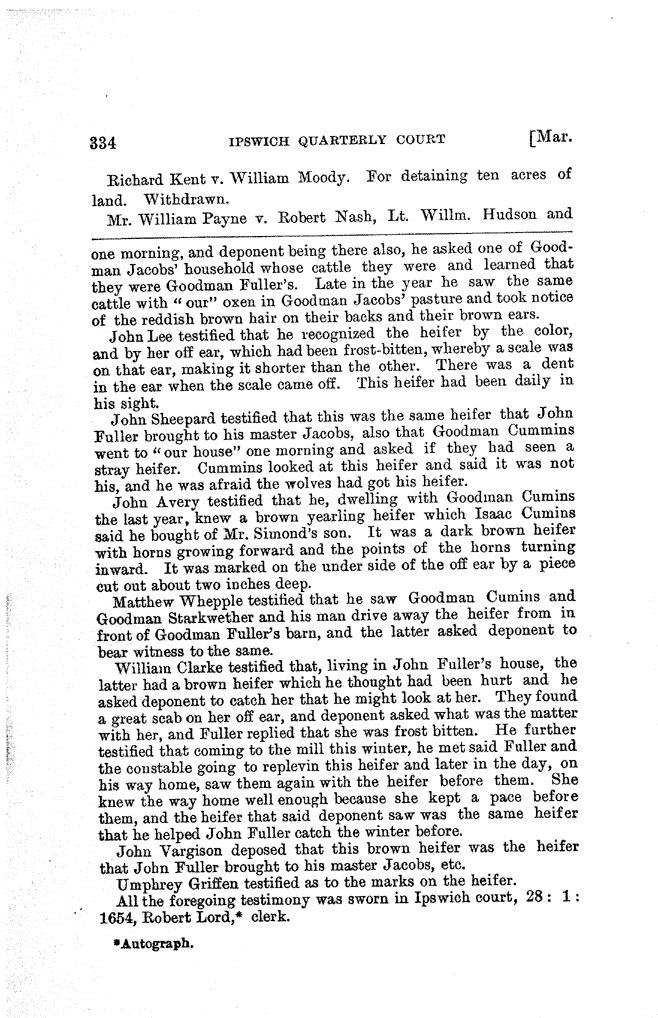 334 IPSWICH QUARTERLY COURT [Mar.
Richard Kent v. William Moody. For detaining ten acres of
land. Withdrawn.
Mr. William Payne v. Robert Nash, Lt. Willm. Hudson and
one morning, and deponent being there also, he asked one of Good-
man Jacobs' household whose cattle they were and learned that
they were Goodman Fuller's. Late in the year he saw the same
cattle with "our" oxen in Goodman Jacobs' pasture and took notice
of the reddish brown hair on their backs and their brown ears.
John Lee testified that he recognized the heifer by the color,
and by her off ear, which had been frost-bitten, whereby a scale was
on that ear, making it shorter than the other. There was a dent
in the ear when the scale came off. This heifer had been daily in
his sight.
John Sheepard testified that this was the same heifer that John
Fuller brought to his master Jacobs, also that Goodman Cummins
went to "our house" one morning and asked if they had seen a
stray heifer. Cummins looked at this heifer and said it was not
his, and he was afraid the wolves had got his heifer.
John Avery testified that he, dwelling with Goodman Cumins
the last year, knew a brown yearling heifer which Isaac Cumins
said he bought of Mr. Simond's son. It was a dark brown heifer
with horns growing forward and the points of the horns turning
inward. It was marked on the under side of the off ear by a piece
cut out about two inches deep.
Matthew Whepple testified that he saw Goodman Cumins and
Goodman Starkwether and his man drive away the heifer from in
front of Goodman Fuller's barn, and the latter asked deponent to
bear witness to the same.
William Clarke testified that, living in John Fuller's house, the
latter had a brown heifer which he thought had been hurt and he
asked deponent to catch her that he might look at her. They found
a great scab on her off ear, and deponent asked what was the matter
with her, and Fuller replied that she was frost bitten. He further
testified that coming to the mill this winter, he met said Fuller and
the constable going to replevin this heifer and later in the day, on
his way home, saw them again with the heifer before them. She
knew the way home well enough because she kept a pace before
them, and the heifer that said deponent saw was the same heifer
that he helped John Fuller catch the winter before.
John Vargison deposed that this brown heifer was the heifer
that John Fuller brought to his master Jacobs, etc.
Umphrey Griffen testified as to the marks on the heifer.
All the foregoing testimony was sworn in Ipswich court, 28 : 1 :
1654, Robert Lord,* clerk.
*Autograph.